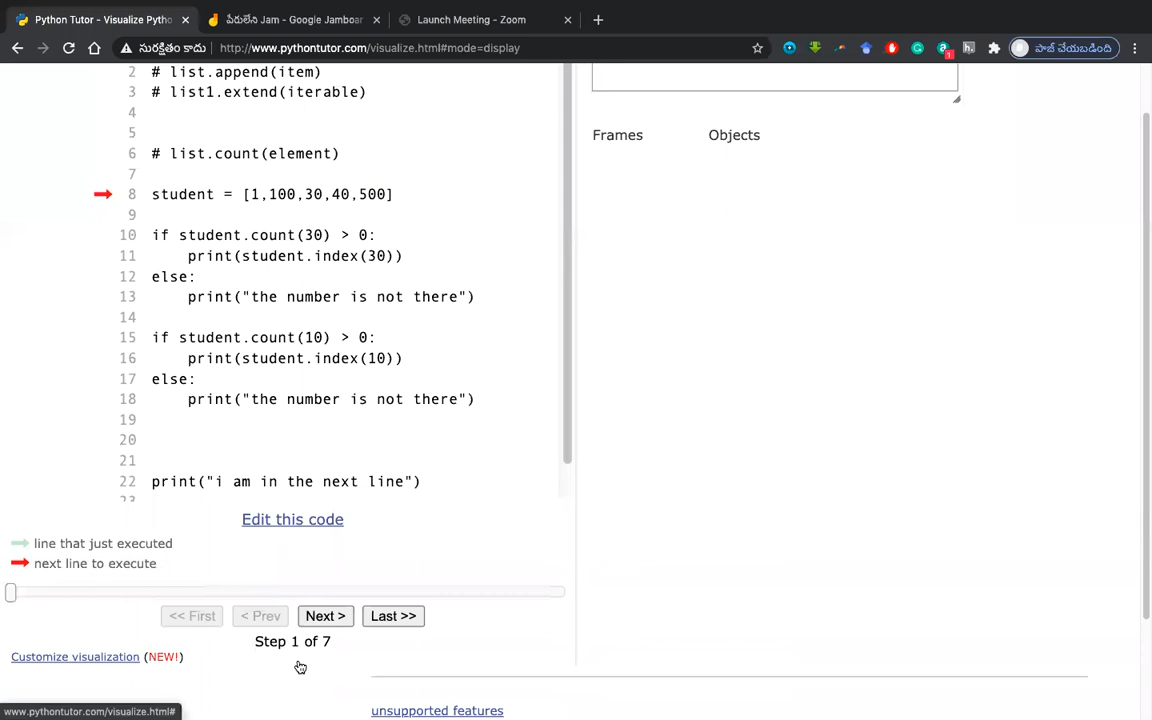 Python Tutor - Visualize Pytho
పేరులేని Jam - Google Jamboar
Launch Meeting - Zoom
సురక్షితం కాదు
http://www.pythontutor.com/visualize.html#mode=display
పాజ్ చేయబడింది
2 # list.append(item)
3 # list1.extend(iterable)
4
5
6 # list.count(element)
7
8 student = [1,100,30,40,500]
9
10 if student.count(30) > 0:
11 print(student.index(30))
12 else:
13 print("the number is not there")
14
15 if student.count(10) > 0:
16 print(student.index(10))
17 else:
18 print("the number is not there")
19
20
21
22 print("i am in the next line")
23
Edit this code
line that just executed
next line to execute
<< First < Prev Next > Last >>
Step 1 of 7
Customize visualization (NEW!)
Frames Objects
unsupported features
www.pythontutor.com/visualize.html#